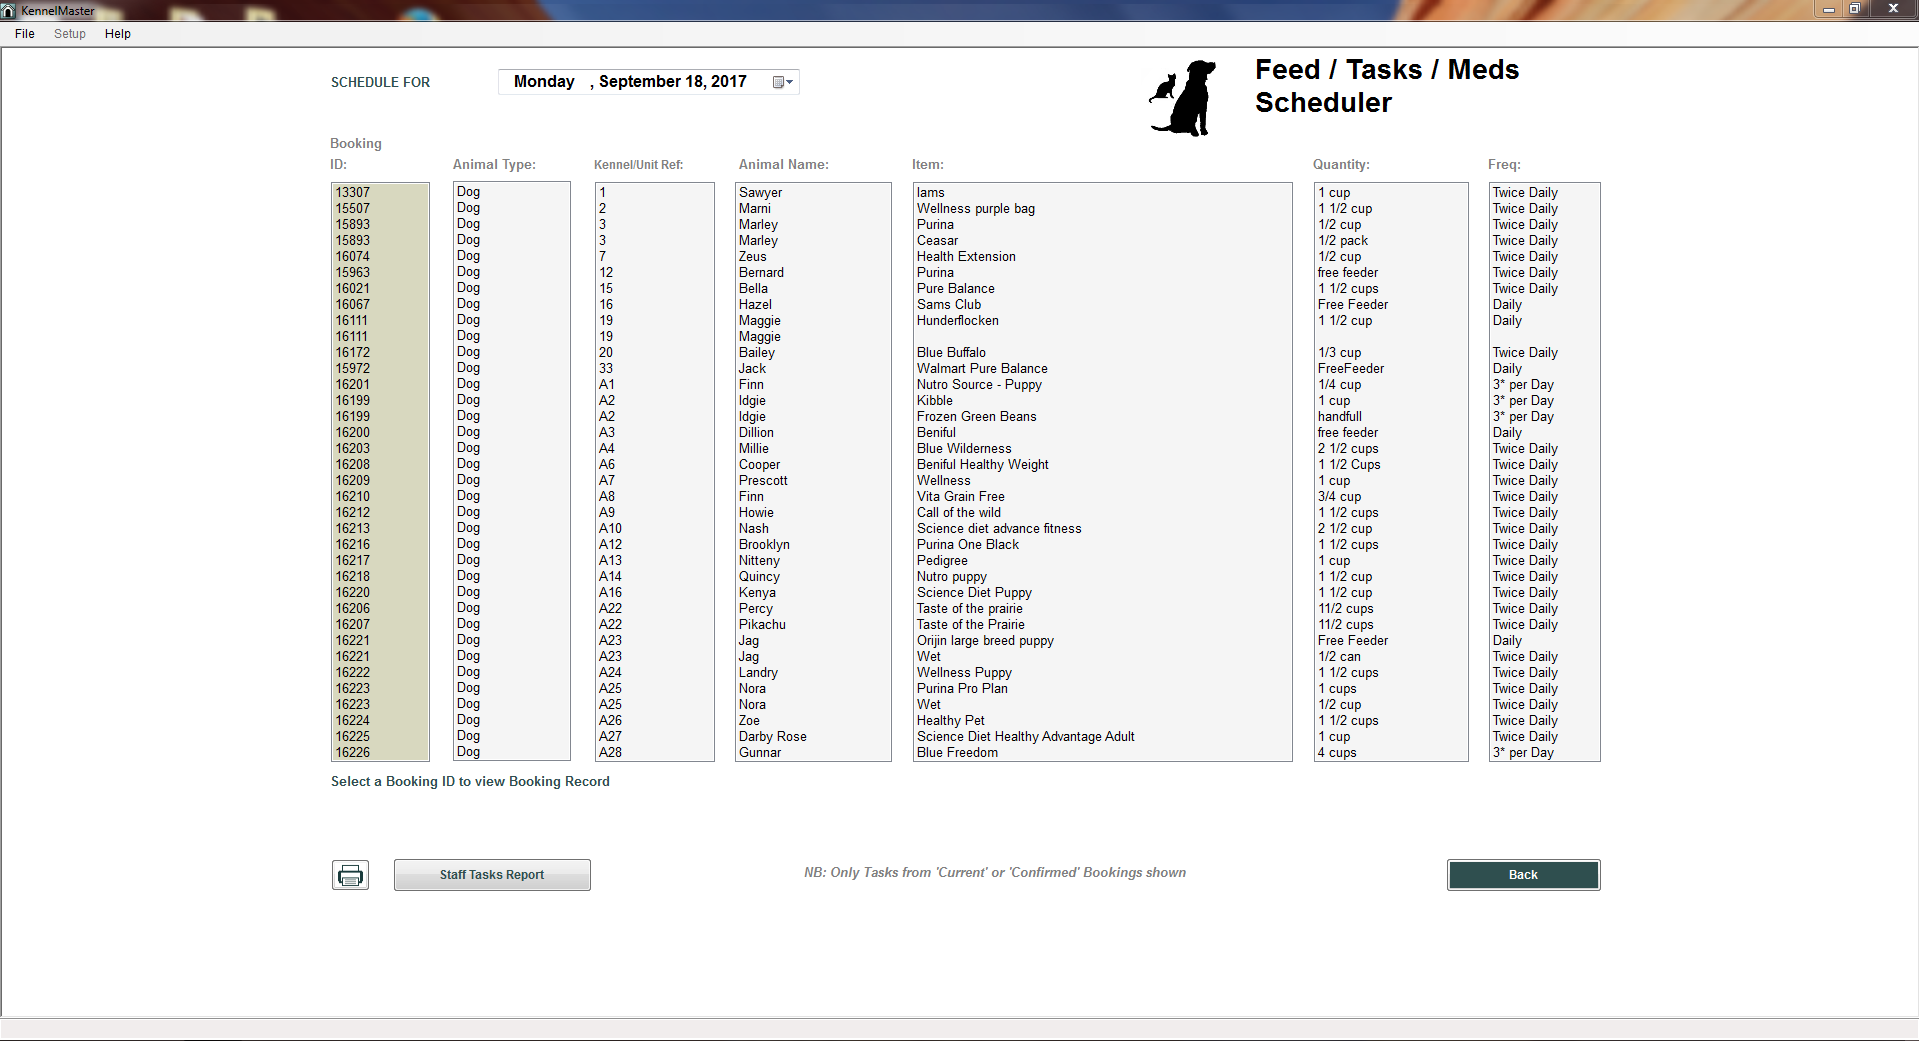 KennelMaster
File Setup Help
SCHEDULE FOR Monday , September 18, 2017
Feed / Tasks / Meds
Scheduler
Booking
ID: Animal Type: Kennel/Unit Ref: Animal Name: Item: Quantity: Freq:
13307 Dog 1 Sawyer Iams 1 cup Twice Daily
15507 Dog 2 Marni Wellness purple bag 1 1/2 cup Twice Daily
15893 Dog 3 Marley Purina 1/2 cup Twice Daily
15893 Dog 3 Marley Ceasar 1/2 pack Twice Daily
16074 Dog 7 Zeus Health Extension 1/2 cup Twice Daily
15963 Dog 12 Bernard Purina free feeder Twice Daily
16021 Dog 15 Bella Pure Balance 1 1/2 cups Twice Daily
16067 Dog 16 Hazel Sams Club Free Feeder Daily
16111 Dog 19 Maggie Hunderflocken 1 1/2 cup Daily
16111 Dog 19 Maggie
16172 Dog 20 Bailey Blue Buffalo 1/3 cup Twice Daily
15972 Dog 33 Jack Walmart Pure Balance FreeFeeder Daily
16201 Dog A1 Finn Nutro Source - Puppy 1/4 cup 3* per Day
16199 Dog A2 Idgie Kibble 1 cup 3* per Day
16199 Dog A2 Idgie Frozen Green Beans handfull 3* per Day
16200 Dog A3 Dillion Beniful free feeder Daily
16203 Dog A4 Millie Blue Wilderness 2 1/2 cups Twice Daily
16208 Dog A6 Cooper Beniful Healthy Weight 1 1/2 Cups Twice Daily
16209 Dog A7 Prescott Wellness 1 cup Twice Daily
16210 Dog A8 Finn Vita Grain Free 3/4 cup Twice Daily
16212 Dog A9 Howie Call of the wild 1 1/2 cups Twice Daily
16213 Dog A10 Nash Science diet advance fitness 2 1/2 cup Twice Daily
16216 Dog A12 Brooklyn Purina One Black 1 1/2 cups Twice Daily
16217 Dog A13 Nitteny Pedigree 1 cup Twice Daily
16218 Dog A14 Quincy Nutro puppy 1 1/2 cup Twice Daily
16220 Dog A16 Kenya Science Diet Puppy 1 1/2 cup Twice Daily
16206 Dog A22 Percy Taste of the prairie 11/2 cups Twice Daily
16207 Dog A22 Pikachu Taste of the Prairie 11/2 cups Twice Daily
16221 Dog A23 Jag Orijin large breed puppy Free Feeder Daily
16221 Dog A23 Jag Wet 1/2 can Twice Daily
16222 Dog A24 Landry Wellness Puppy 1 1/2 cups Twice Daily
16223 Dog A25 Nora Purina Pro Plan 1 cups Twice Daily
16223 Dog A25 Nora Wet 1/2 cup Twice Daily
16224 Dog A26 Zoe Healthy Pet 1 1/2 cups Twice Daily
16225 Dog A27 Darby Rose Science Diet Healthy Advantage Adult 1 cup Twice Daily
16226 Dog A28 Gunnar Blue Freedom 4 cups 3* per Day
Select a Booking ID to view Booking Record
Staff Tasks Report NB: Only Tasks from 'Current' or 'Confirmed' Bookings shown Back